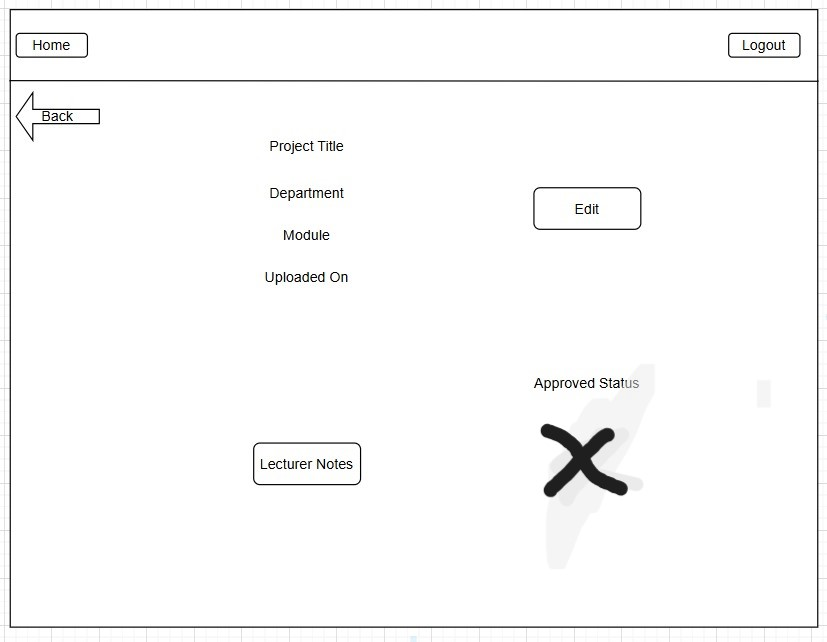 Home
Logout
Back
Project Title
Department
Edit
Module
Uploaded On
Approved Status
Lecturer Notes